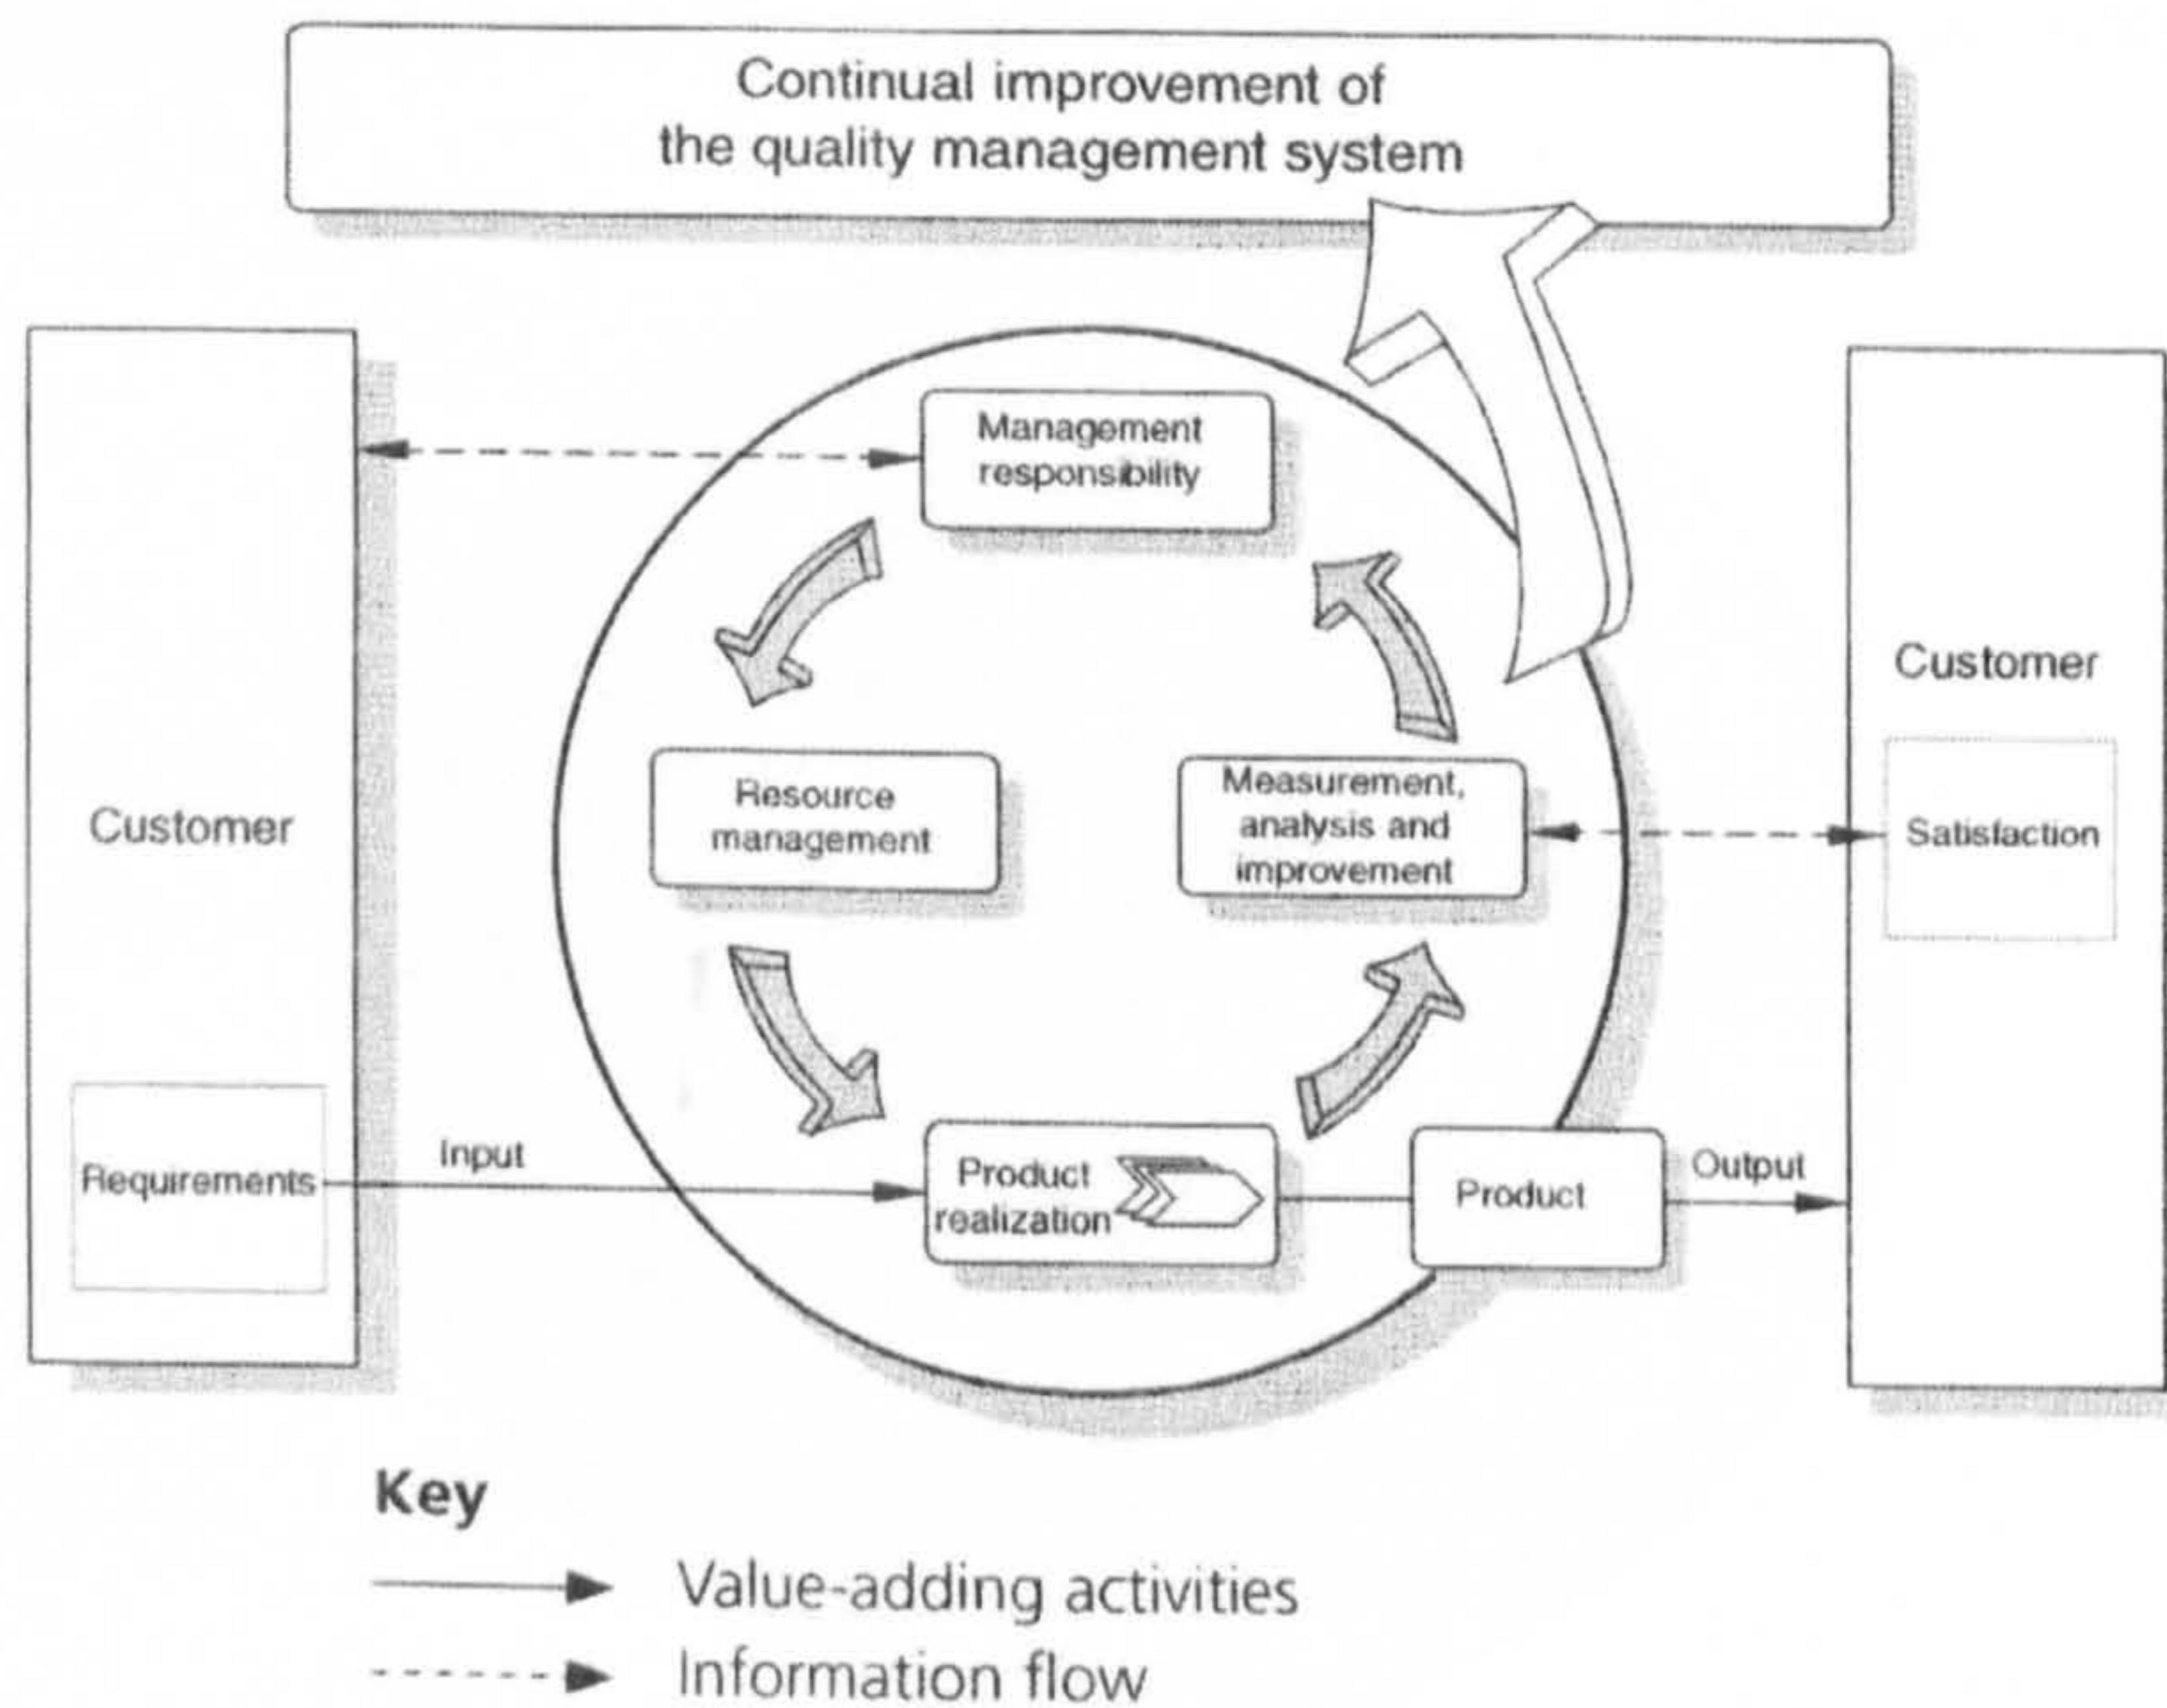 Continual improvement of
the quality management system
Management
responsibility
Customer
Customer
Resource
management
Measurement,
analysis and
improvement
Satisfaction
Requirements
Input
Product
realization
Product
Output
Key
Value-adding activities
Information flow